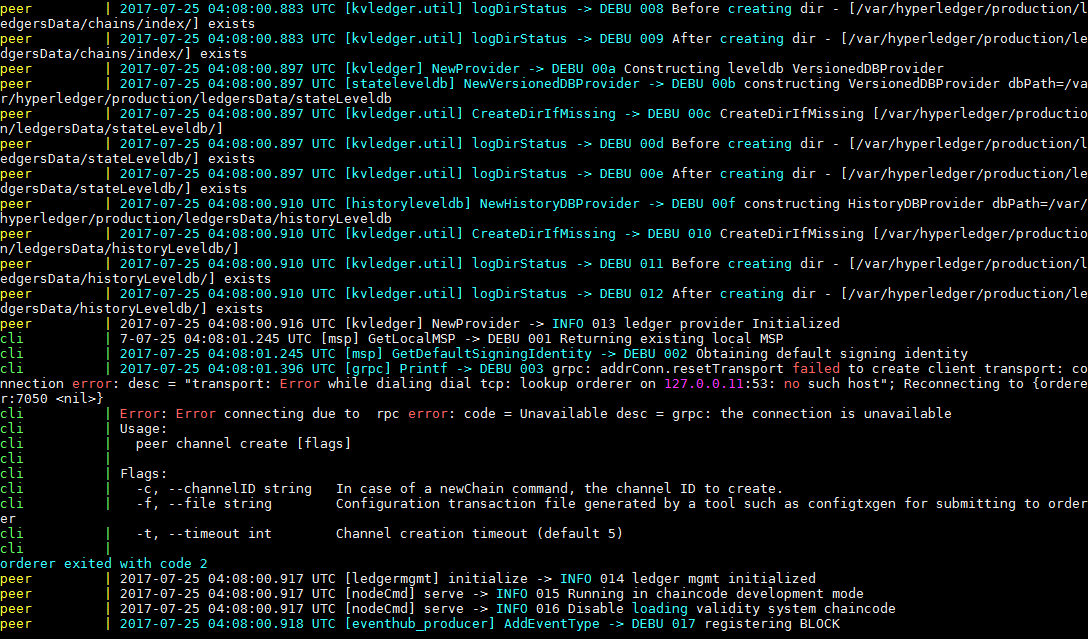 peer         | 2017-07-25 04:08:00.883 UTC [kvledger.util] logDirStatus -> DEBU 008 Before creating dir - [/var/hyperledger/production/l
edgersData/chains/index/] exists
peer         | 2017-07-25 04:08:00.883 UTC [kvledger.util] logDirStatus -> DEBU 009 After creating dir - [/var/hyperledger/production/le
dgersData/chains/index/] exists
peer         | 2017-07-25 04:08:00.897 UTC [kvledger] NewProvider -> DEBU 00a Constructing leveldb VersionedDBProvider
peer         | 2017-07-25 04:08:00.897 UTC [stateleveldb] NewVersionedDBProvider -> DEBU 00b constructing VersionedDBProvider dbPath=/va
r/hyperledger/production/ledgersData/stateLeveldb
peer         | 2017-07-25 04:08:00.897 UTC [kvledger.util] CreateDirIfMissing -> DEBU 00c CreateDirIfMissing [/var/hyperledger/productio
n/ledgersData/stateLeveldb/]
peer         | 2017-07-25 04:08:00.897 UTC [kvledger.util] logDirStatus -> DEBU 00d Before creating dir - [/var/hyperledger/production/l
edgersData/stateLeveldb/] exists
peer         | 2017-07-25 04:08:00.897 UTC [kvledger.util] logDirStatus -> DEBU 00e After creating dir - [/var/hyperledger/production/le
dgersData/stateLeveldb/] exists
peer         | 2017-07-25 04:08:00.910 UTC [historyleveldb] NewHistoryDBProvider -> DEBU 00f constructing HistoryDBProvider dbPath=/var/
hyperledger/production/ledgersData/historyLeveldb
peer         | 2017-07-25 04:08:00.910 UTC [kvledger.util] CreateDirIfMissing -> DEBU 010 CreateDirIfMissing [/var/hyperledger/productio
n/ledgersData/historyLeveldb/]
peer         | 2017-07-25 04:08:00.910 UTC [kvledger.util] logDirStatus -> DEBU 011 Before creating dir - [/var/hyperledger/production/l
edgersData/historyLeveldb/] exists
peer         | 2017-07-25 04:08:00.910 UTC [kvledger.util] logDirStatus -> DEBU 012 After creating dir - [/var/hyperledger/production/le
dgersData/historyLeveldb/] exists
peer         | 2017-07-25 04:08:00.916 UTC [kvledger] NewProvider -> INFO 013 ledger provider Initialized
cli          | 7-07-25 04:08:01.245 UTC [msp] GetLocalMSP -> DEBU 001 Returning existing local MSP
cli          | 2017-07-25 04:08:01.245 UTC [msp] GetDefaultSigningIdentity -> DEBU 002 Obtaining default signing identity
cli          | 2017-07-25 04:08:01.396 UTC [grpc] Printf -> DEBU 003 grpc: addrConn.resetTransport failed to create client transport: co
nnection error: desc = "transport: Error while dialing dial tcp: lookup orderer on 127.0.0.11:53: no such host"; Reconnecting to {ordere
r:7050 <nil>}
cli          | Error: Error connecting due to  rpc error: code = Unavailable desc = grpc: the connection is unavailable
cli          | Usage:
cli          |   peer channel create [flags]
cli          |
cli          | Flags:
cli          |   -c, --channelID string   In case of a newChain command, the channel ID to create.
cli          |   -f, --file string        Configuration transaction file generated by a tool such as configtxgen for submitting to order
er
cli          |   -t, --timeout int        Channel creation timeout (default 5)
cli          |
orderer exited with code 2
peer         | 2017-07-25 04:08:00.917 UTC [ledgermgmt] initialize -> INFO 014 ledger mgmt initialized
peer         | 2017-07-25 04:08:00.917 UTC [nodeCmd] serve -> INFO 015 Running in chaincode development mode
peer         | 2017-07-25 04:08:00.917 UTC [nodeCmd] serve -> INFO 016 Disable loading validity system chaincode
peer         | 2017-07-25 04:08:00.918 UTC [eventhub_producer] AddEventType -> DEBU 017 registering BLOCK